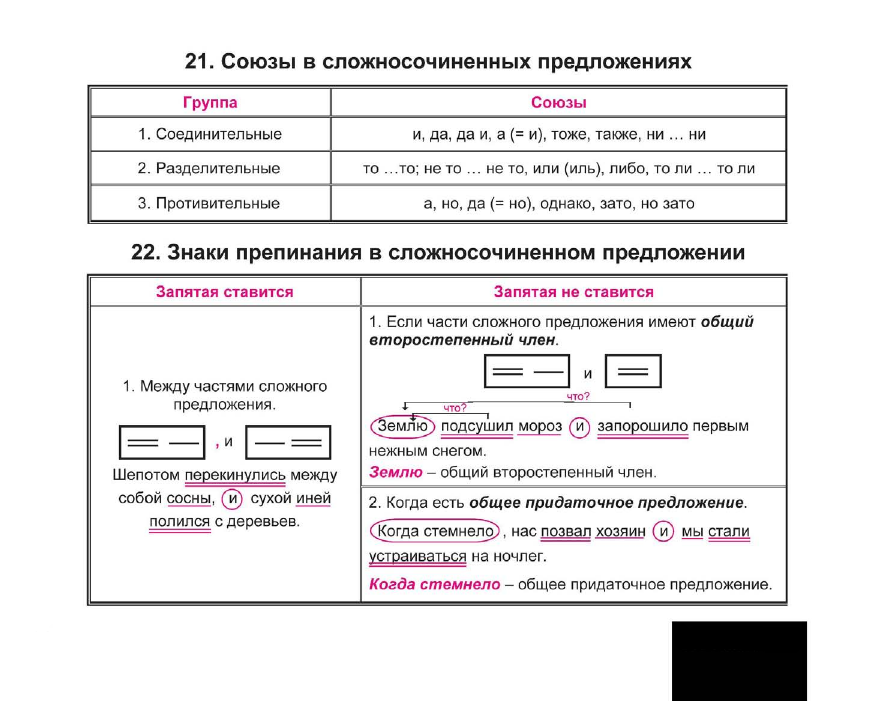 21. Союзы в сложносочиненных предложениях
Группа Союзы
1. Соединительные и, да, да и, а (= и), тоже, также, ни … ни
2. Разделительные то …то; не то … не то, или (иль), либо, то ли … то ли
3. Противительные а, но, да (= но), однако, зато, но зато
22. Знаки препинания в сложносочиненном предложении
Запятая ставится Запятая не ставится
1. Между частями сложного
предложения.
, и
Шепотом перекинулись между
собой сосны, и сухой иней
полился с деревьев.
1. Если части сложного предложения имеют общий
второстепенный член.
и
что?
что?
Землю подсушил мороз и запорошило первым
нежным снегом.
Землю – общий второстепенный член.
2. Когда есть общее придаточное предложение.
Когда стемнело , нас позвал хозяин и мы стали
устраиваться на ночлег.
Когда стемнело – общее придаточное предложение.